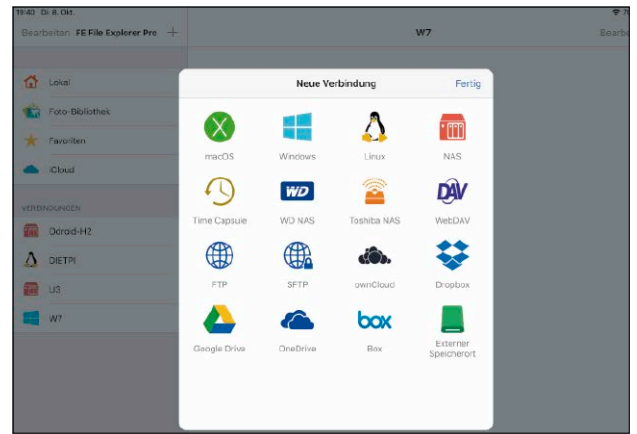 19:40 Di. 8. Okt.
Bearbeiten FE File Explorer Pro +
W7
Lokal
Foto-Bibliothek
Favoriten
iCloud
VERBINDUNGEN
Odroid-H2
DIETPI
U3
W7
Neue Verbindung Fertig
macOS Windows Linux NAS
WD DAV
Time Capsule WD NAS Toshiba NAS WebDAV
FTP SFTP ownCloud Dropbox
box
Google Drive OneDrive Box Externer
Speicherort